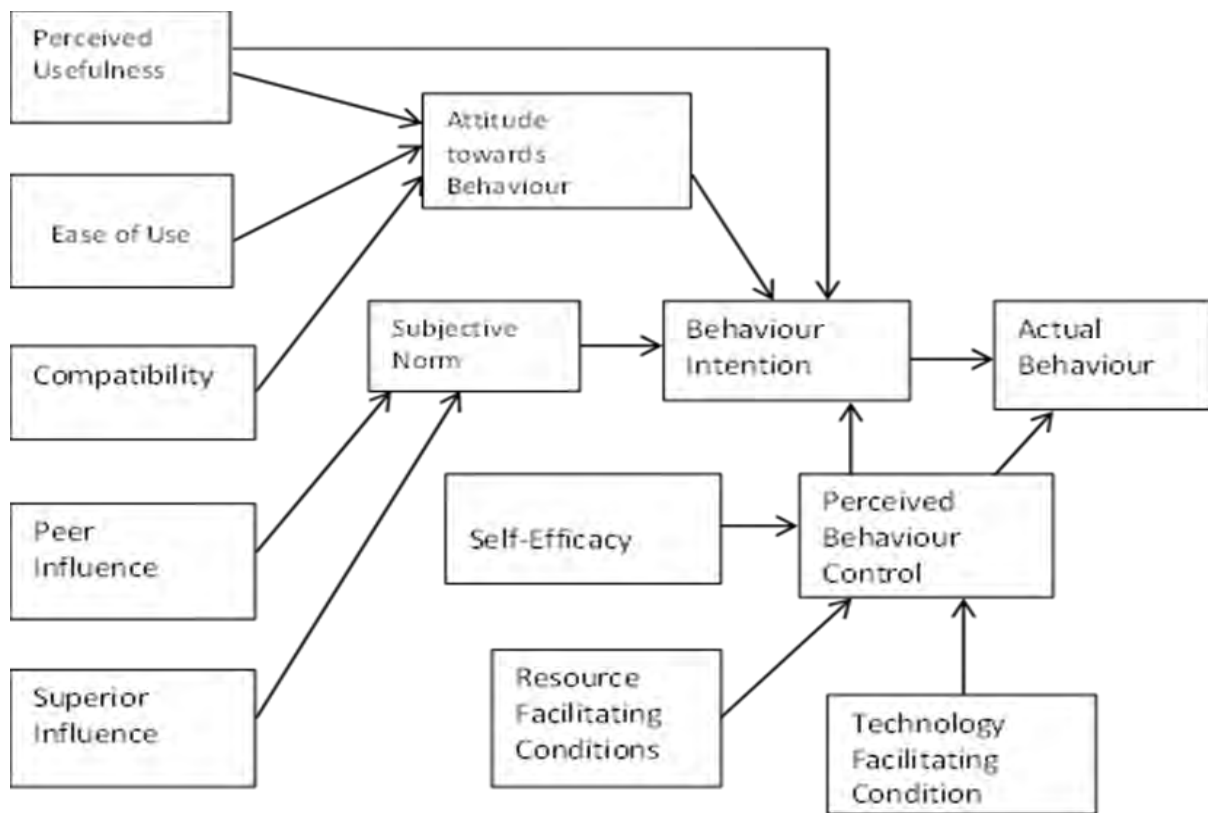 Perceived
Usefulness
Attitude
towards
Behaviour
Ease of Use
Subjective
Norm
Behaviour
Intention
Actual
Behaviour
Compatibility
Peer
Influence
Self-Efficacy
Perceived
Behaviour
Control
Superior
Influence
Resource
Facilitating
Conditions
Technology
Facilitating
Condition